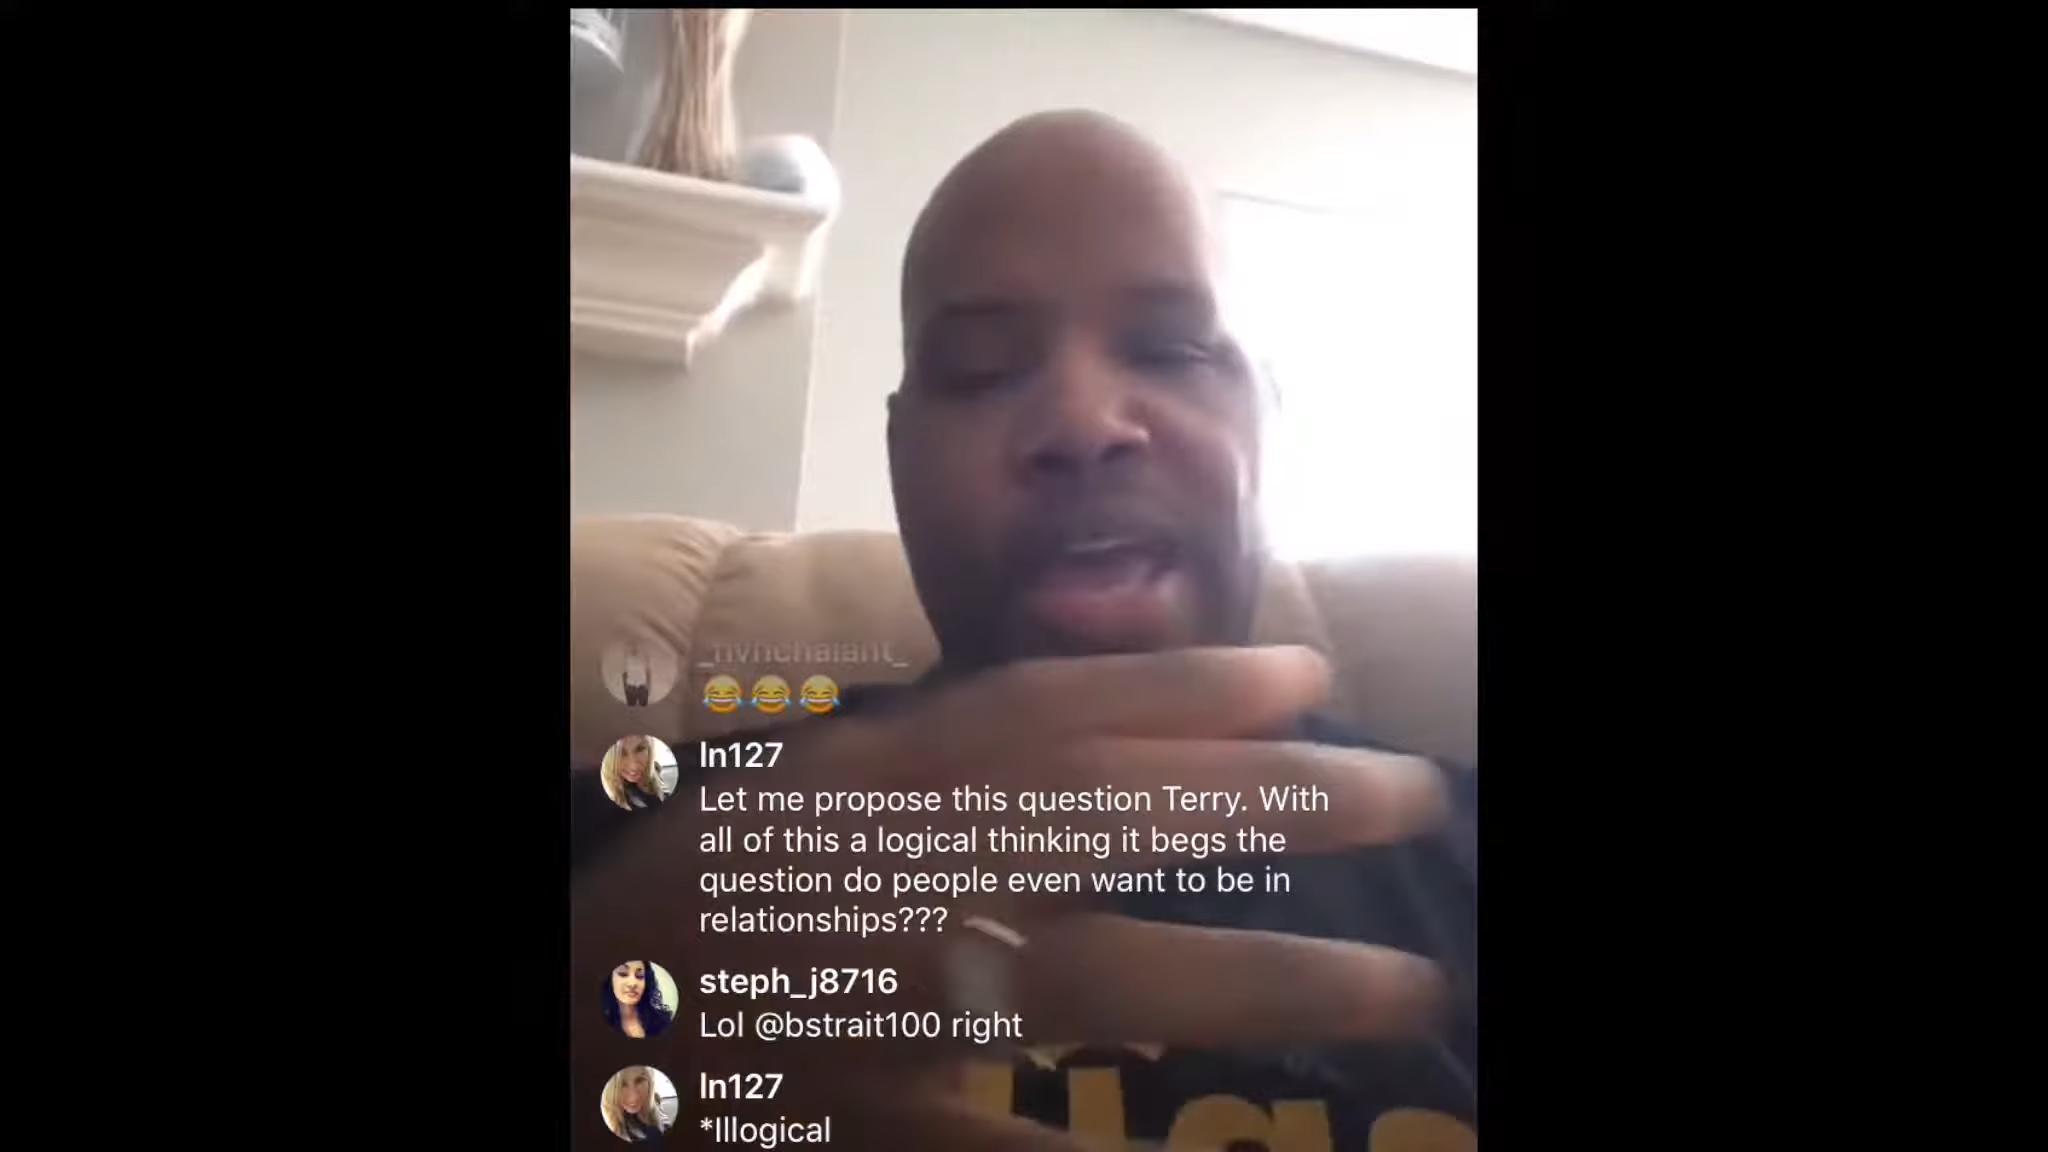 _nvnchalant_
😂😂😂
ln127
Let me propose this question Terry. With
all of this a logical thinking it begs the
question do people even want to be in
relationships???
steph_j8716
Lol @bstrait100 right
ln127
*Illogical